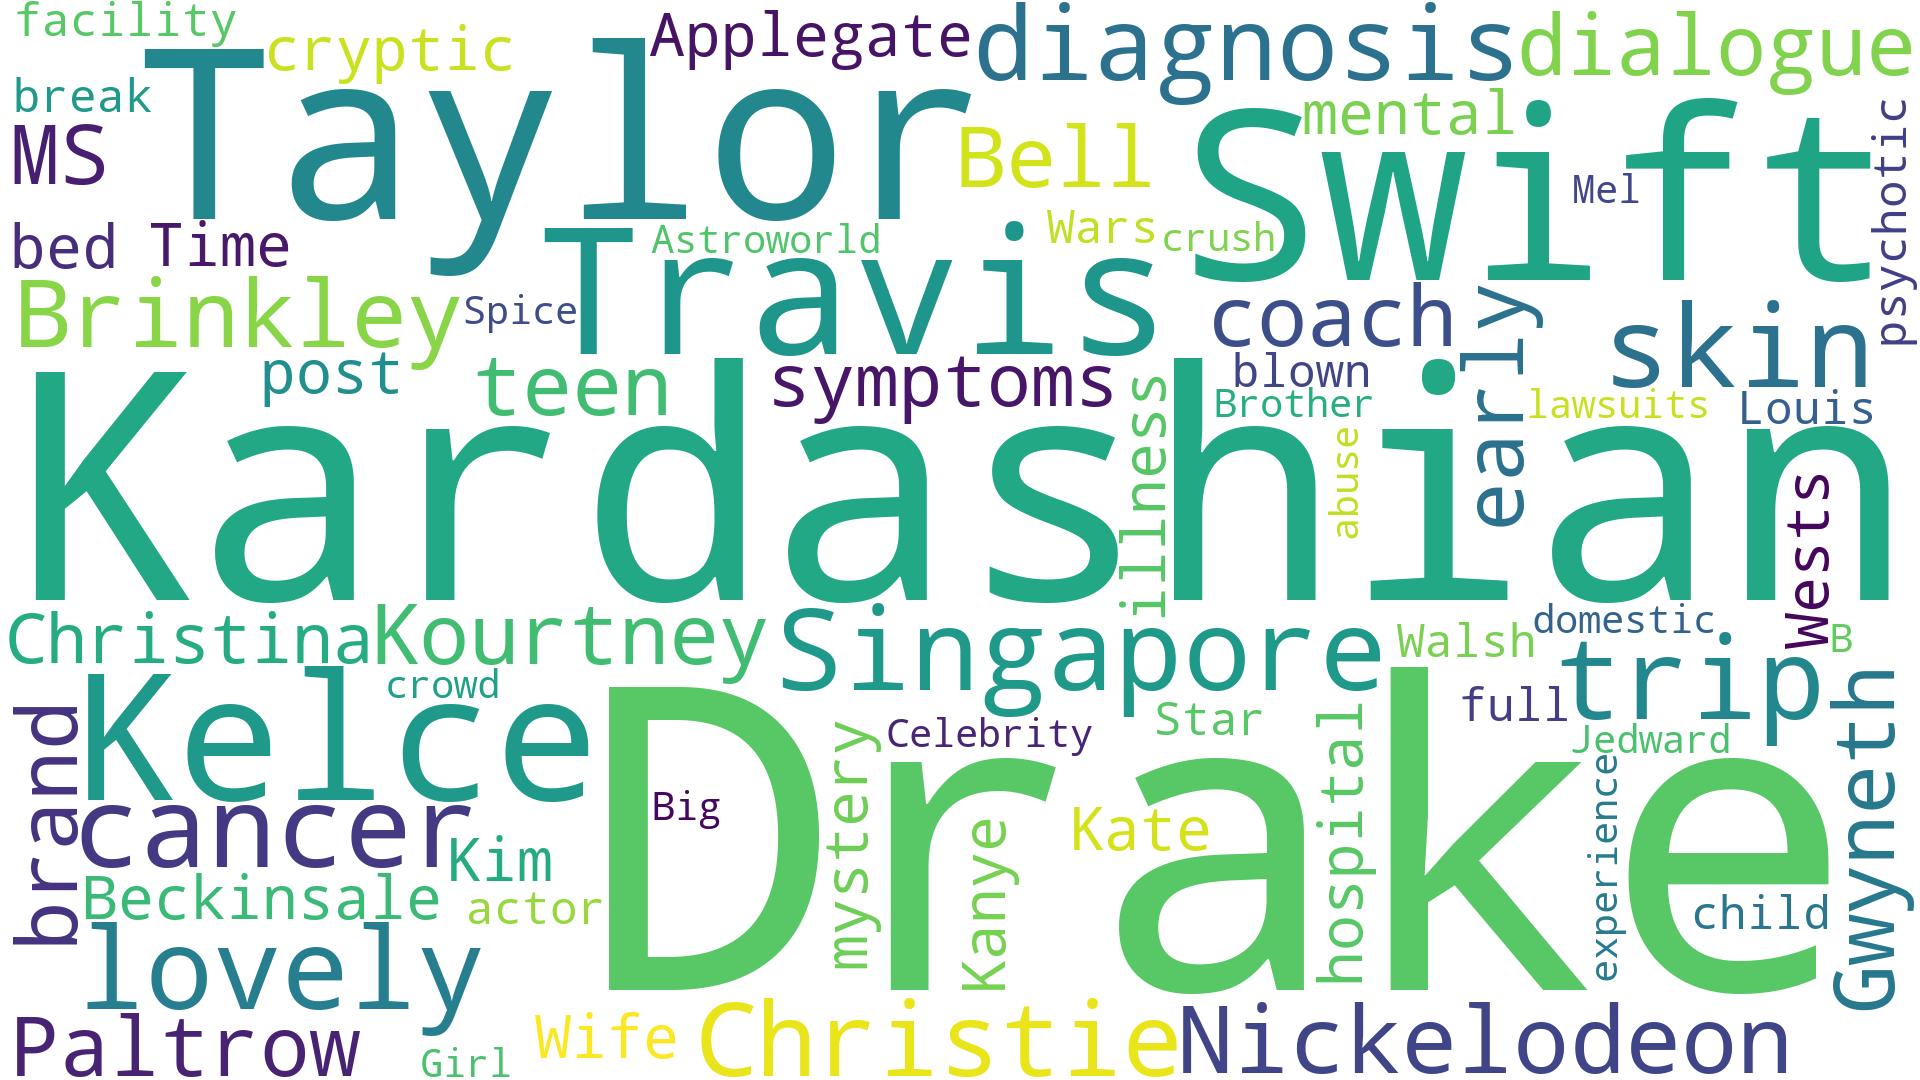 facility
cryptic
Applegate
diagnosis
dialogue
Taylor
break
mental
Swift
psychotic
MS
Bell
Mel
bed
Time
Astroworld
Wars
crush
Travis
Brinkley
Spice
coach
early
skin
post
teen
symptoms
blown
Brother
lawsuits
Louis
Kardashian
illness
abuse
Wests
Christina
Kourtney
Singapore
Walsh
domestic
B
trip
Kelce
crowd
brand
Drake
Celebrity
Star
full
Jedward
Gwyneth
mystery
hospital
experience
cancer
Big
Kanye
Kate
Kim
Beckinsale
actor
child
lovely
Paltrow
Girl
Wife
Christie
Nickelodeon